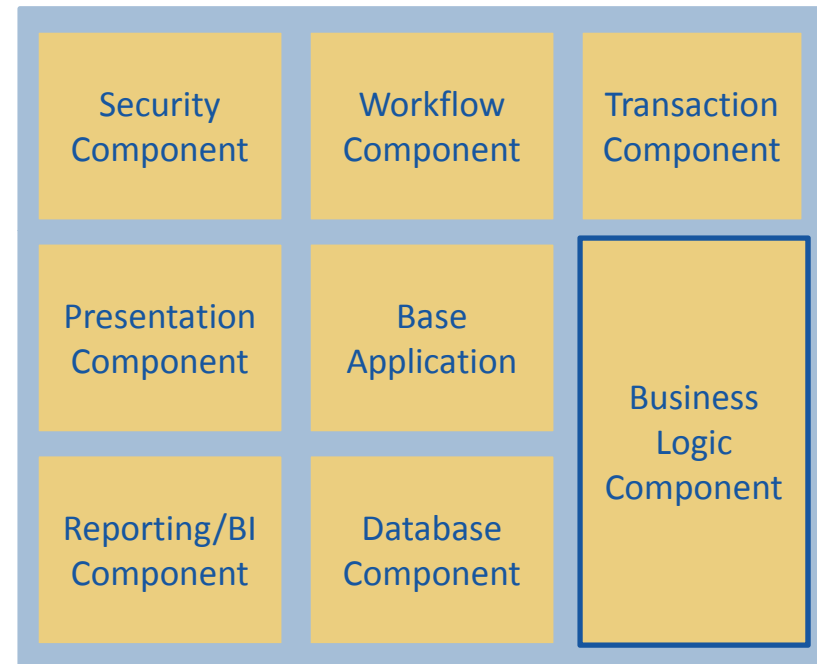 Security
Component
Workflow
Component
Transaction
Component
Presentation
Component
Base
Application
Business
Logic
Component
Reporting/BI
Component
Database
Component